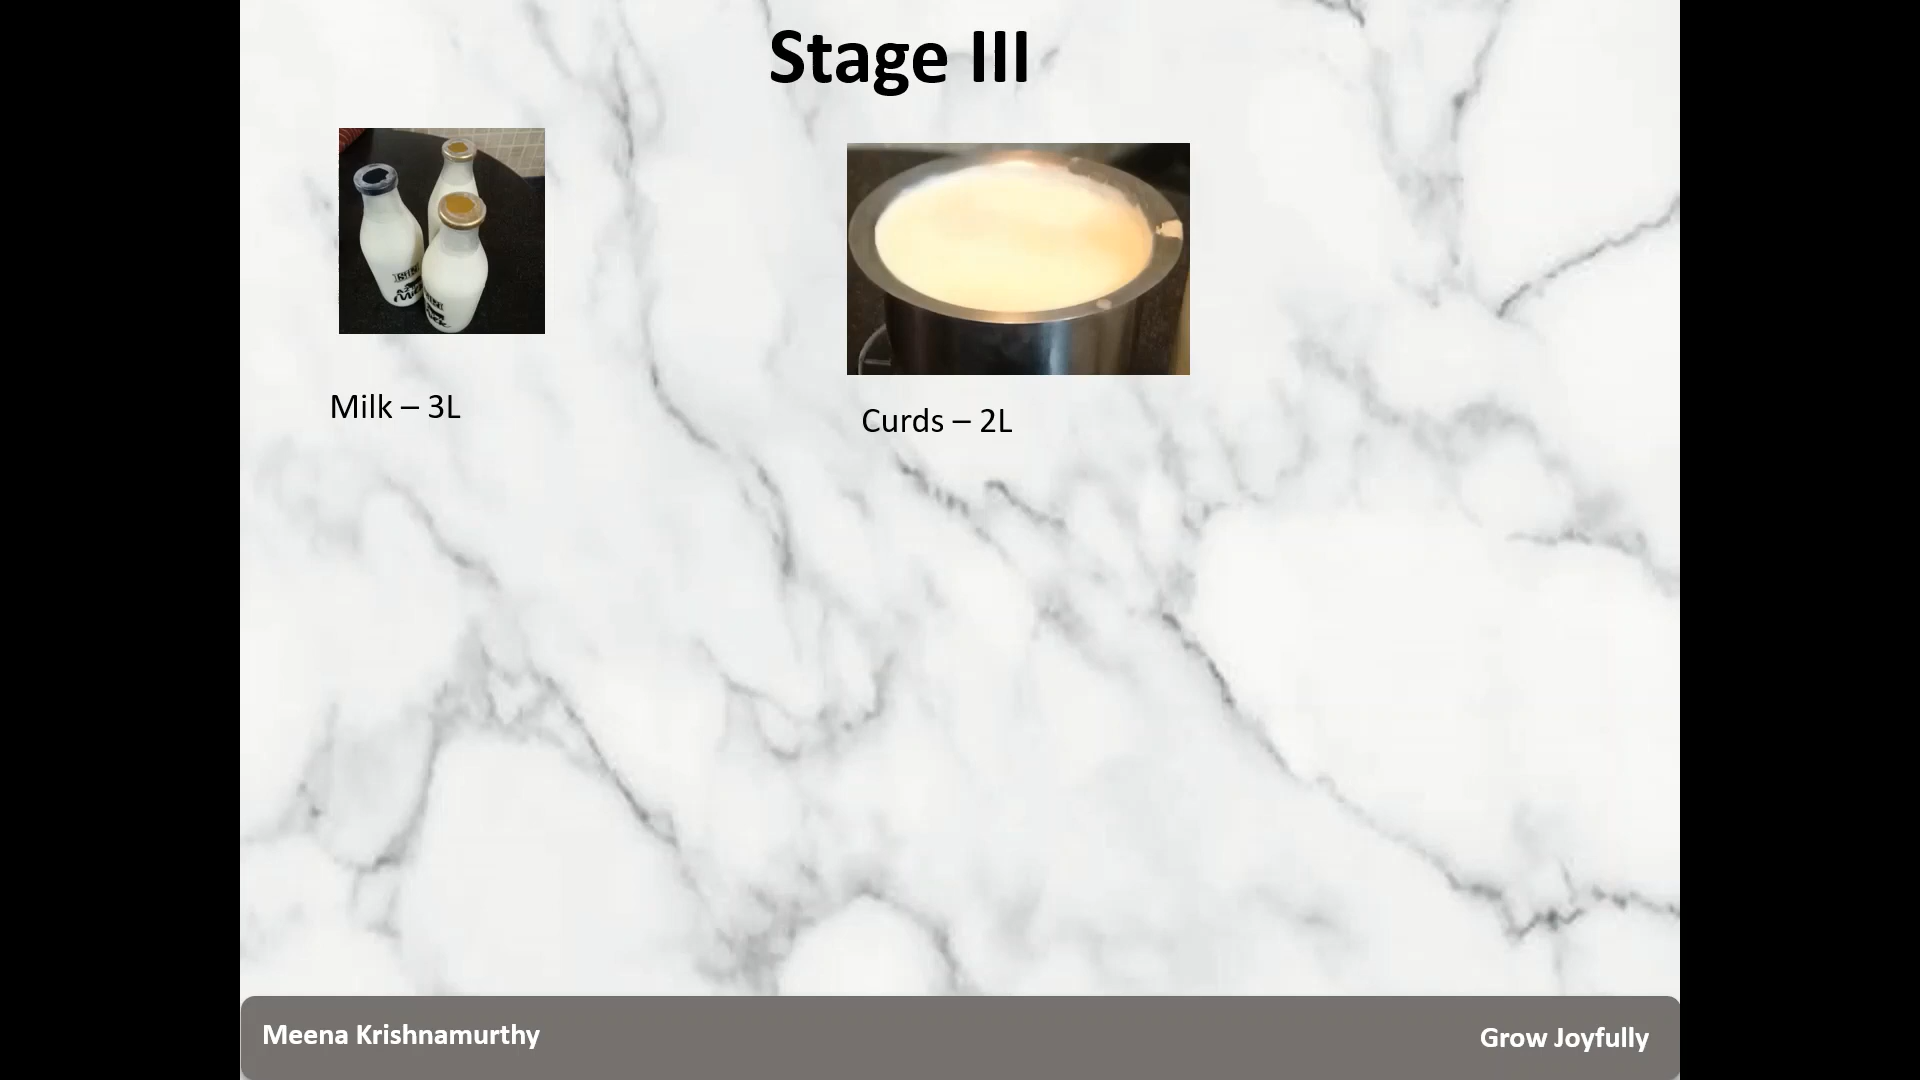 Stage III
Milk – 3L
Curds – 2L
Meena Krishnamurthy
Grow Joyfully